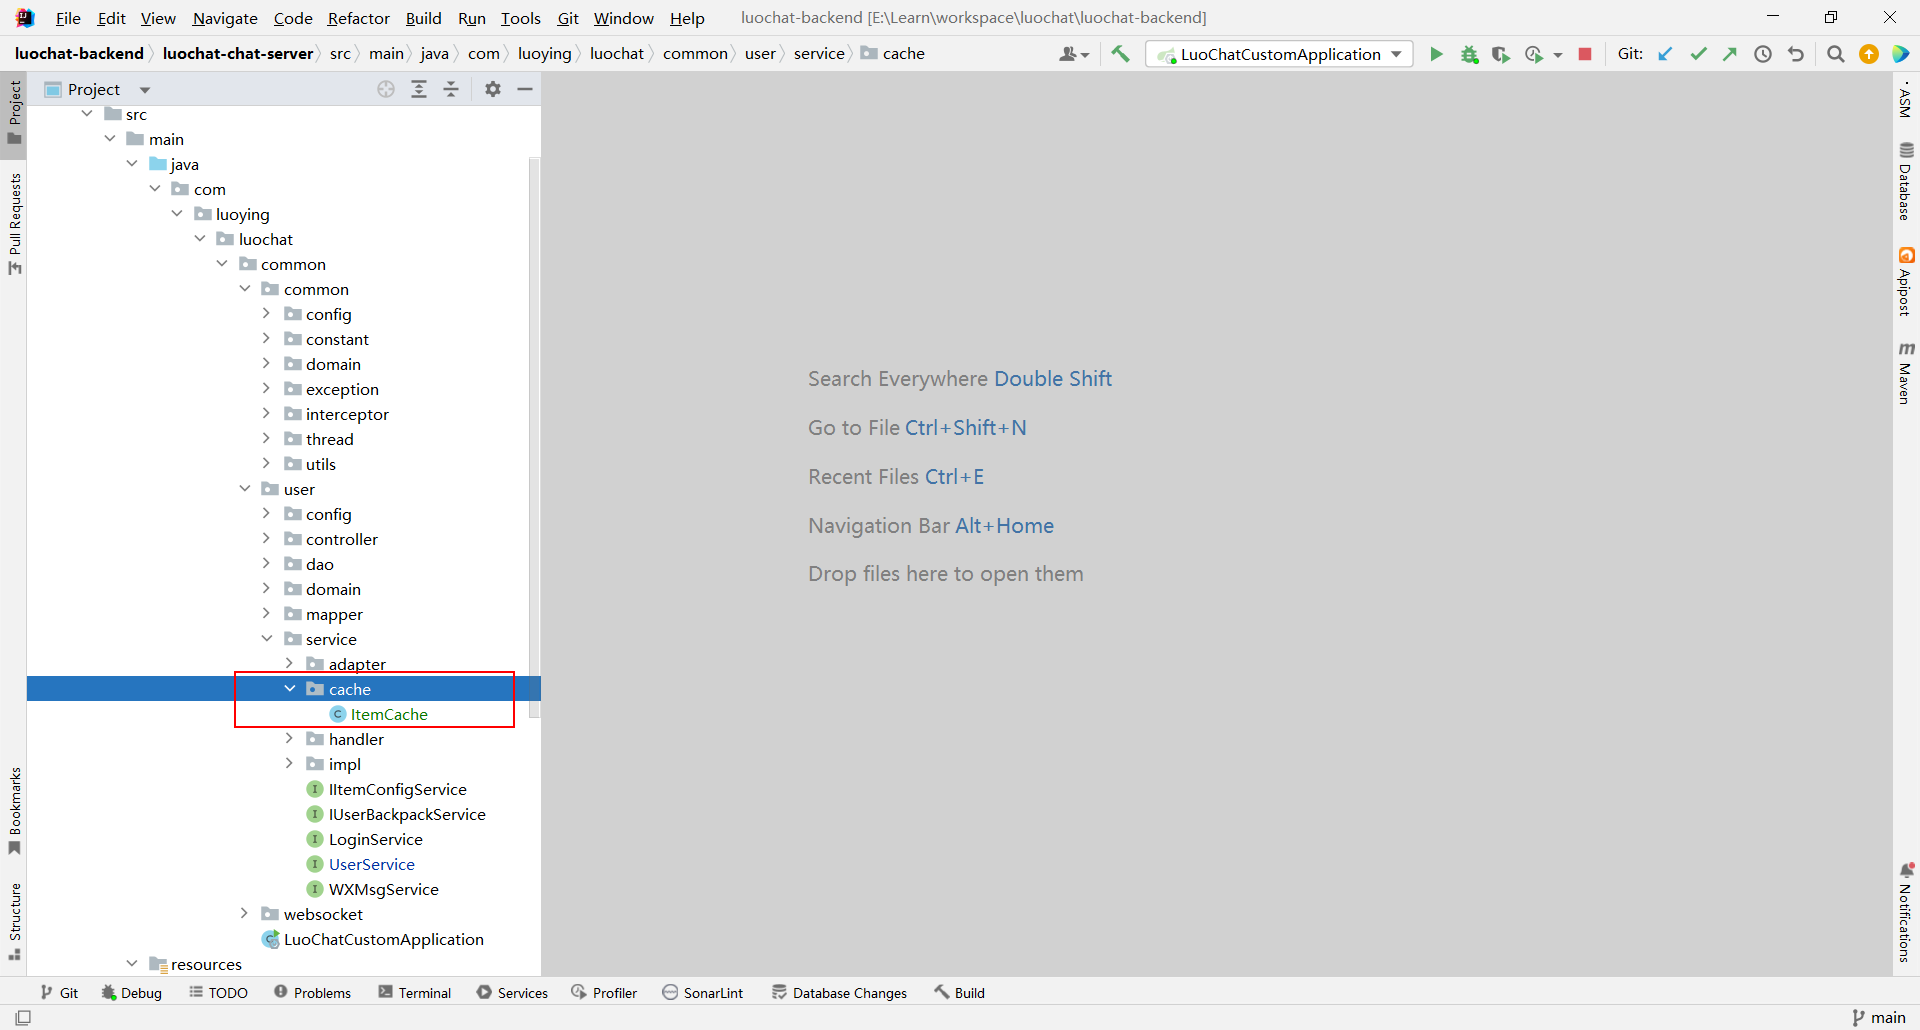 File Edit View Navigate Code Refactor Build Run Tools Git Window Help luochat-backend [E:\Learn\workspace\luochat\luochat-backend]
luochat-backend luochat-chat-server src main java com luoying luochat common user service cache LuoChatCustomApplication Git:
Project
Project
Pull Requests
Bookmarks
Structure
src
main
java
com
luoying
luochat
common
common
config
constant
domain
exception
interceptor
thread
utils
user
config
controller
dao
domain
mapper
service
adapter
cache
ItemCache
handler
impl
IItemConfigService
IUserBackpackService
LoginService
UserService
WXMsgService
websocket
LuoChatCustomApplication
resources
Search Everywhere Double Shift
Go to File Ctrl+Shift+N
Recent Files Ctrl+E
Navigation Bar Alt+Home
Drop files here to open them
ASM
Database
Apipost
Maven
Notifications
Git Debug TODO Problems Terminal Services Profiler SonarLint Database Changes Build
main